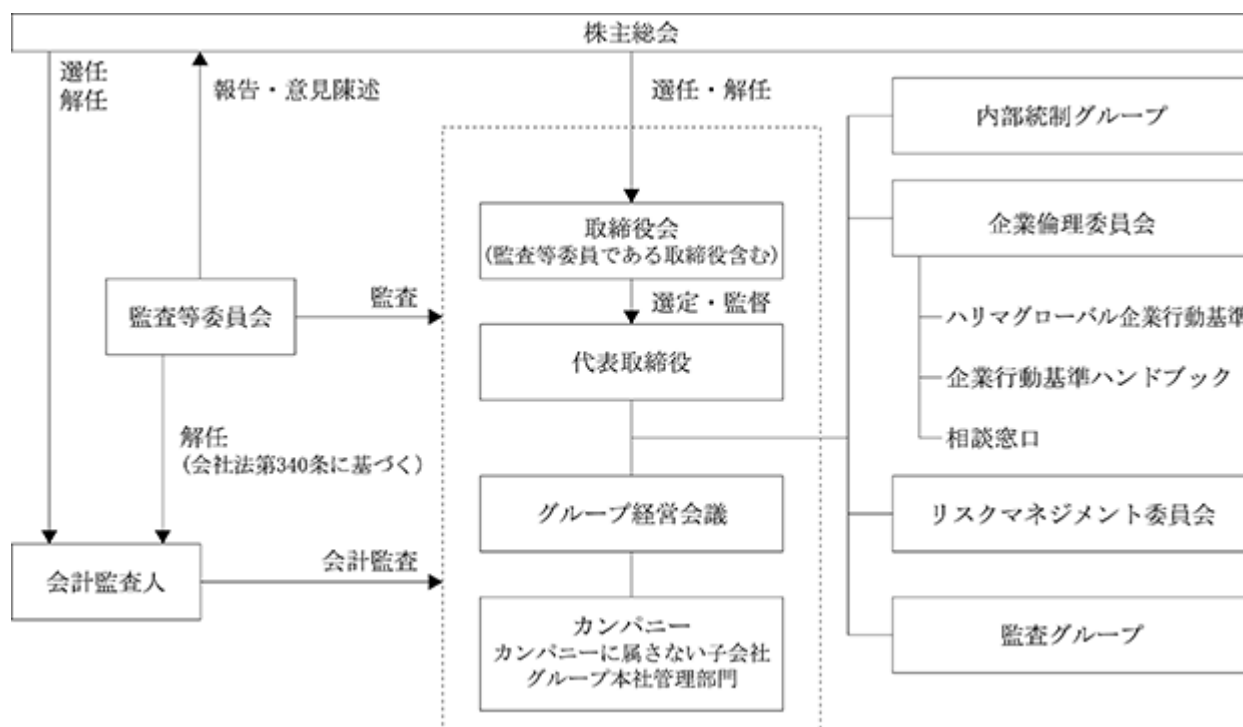 株主総会
選任
解任
報告・意見陳述
選任・解任
内部統制グループ
企業倫理委員会
取締役会
(監査等委員である取締役含む)
選定・監督
監査等委員会
監査
ハリマグローバル企業行動基準
代表取締役
企業行動基準ハンドブック
相談窓口
解任
(会社法第340条に基づく)
グループ経営会議
リスクマネジメント委員会
会計監査人
会計監査
カンパニー
カンパニーに属さない子会社
グループ本社管理部門
監査グループ